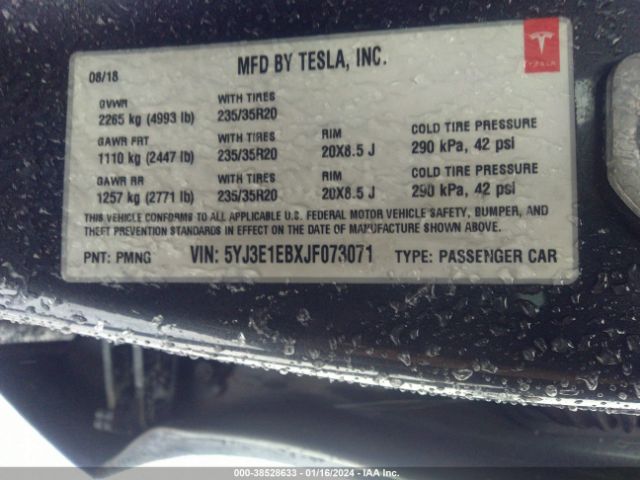 08/18 MFD BY TESLA, INC.
TESLA
GVWR WITH TIRES
2265 kg (4993 lb) 235/35R20
GAWR FRT WITH TIRES RIM COLD TIRE PRESSURE
1110 kg (2447 lb) 235/35R20 20X8.5 J 290 kPa, 42 psi
GAWR RR WITH TIRES RIM COLD TIRE PRESSURE
1257 kg (2771 lb) 235/35R20 20X8.5 J 290 kPa, 42 psi
THIS VEHICLE CONFORMS TO ALL APPLICABLE U.S. FEDERAL MOTOR VEHICLE SAFETY, BUMPER, AND
THEFT PREVENTION STANDARDS IN EFFECT ON THE DATE OF MANUFACTURE SHOWN ABOVE.
PNT: PMNG VIN: 5YJ3E1EBXJF073071 TYPE: PASSENGER CAR
000-38528633 - 01/16/2024 - IAA Inc.